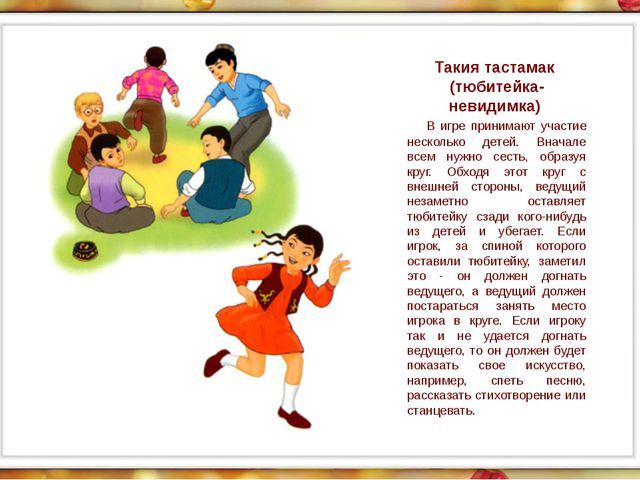 Такия тастамак
(тюбитейка-
невидимка)
В игре принимают участие
несколько детей. Вначале
всем нужно сесть, образуя
круг. Обходя этот круг с
внешней стороны, ведущий
незаметно оставляет
тюбитейку сзади кого-нибудь
из детей и убегает. Если
игрок, за спиной которого
оставили тюбитейку, заметил
это - он должен догнать
ведущего, а ведущий должен
постараться занять место
игрока в круге. Если игроку
так и не удается догнать
ведущего, то он должен будет
показать свое искусство,
например, спеть песню,
рассказать стихотворение или
станцевать.